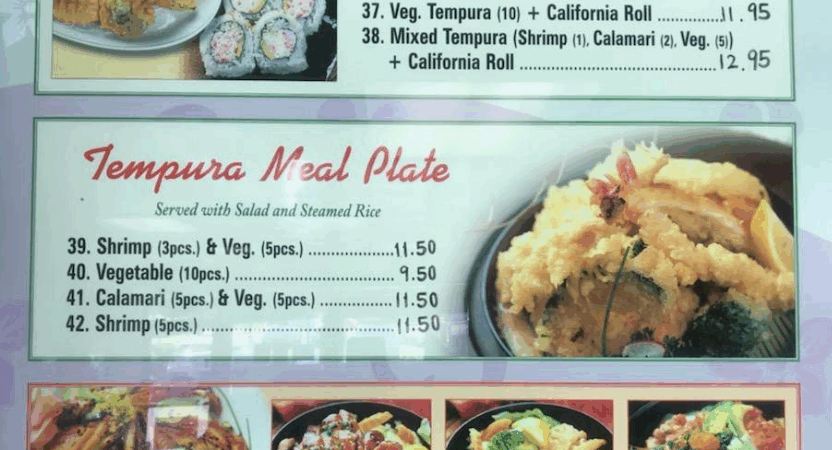 37. Veg. Tempura (10) + California Roll ..............11.95
38. Mixed Tempura (Shrimp (1), Calamari (2), Veg. (5))
+ California Roll ............................................12.95
Tempura Meal Plate
Served with Salad and Steamed Rice
39. Shrimp (3pcs.) & Veg. (5pcs.) ...................11.50
40. Vegetable (10pcs.) ................................... 9.50
41. Calamari (5pcs.) & Veg. (5pcs.) ................11.50
42. Shrimp (5pcs.) ..........................................11.50